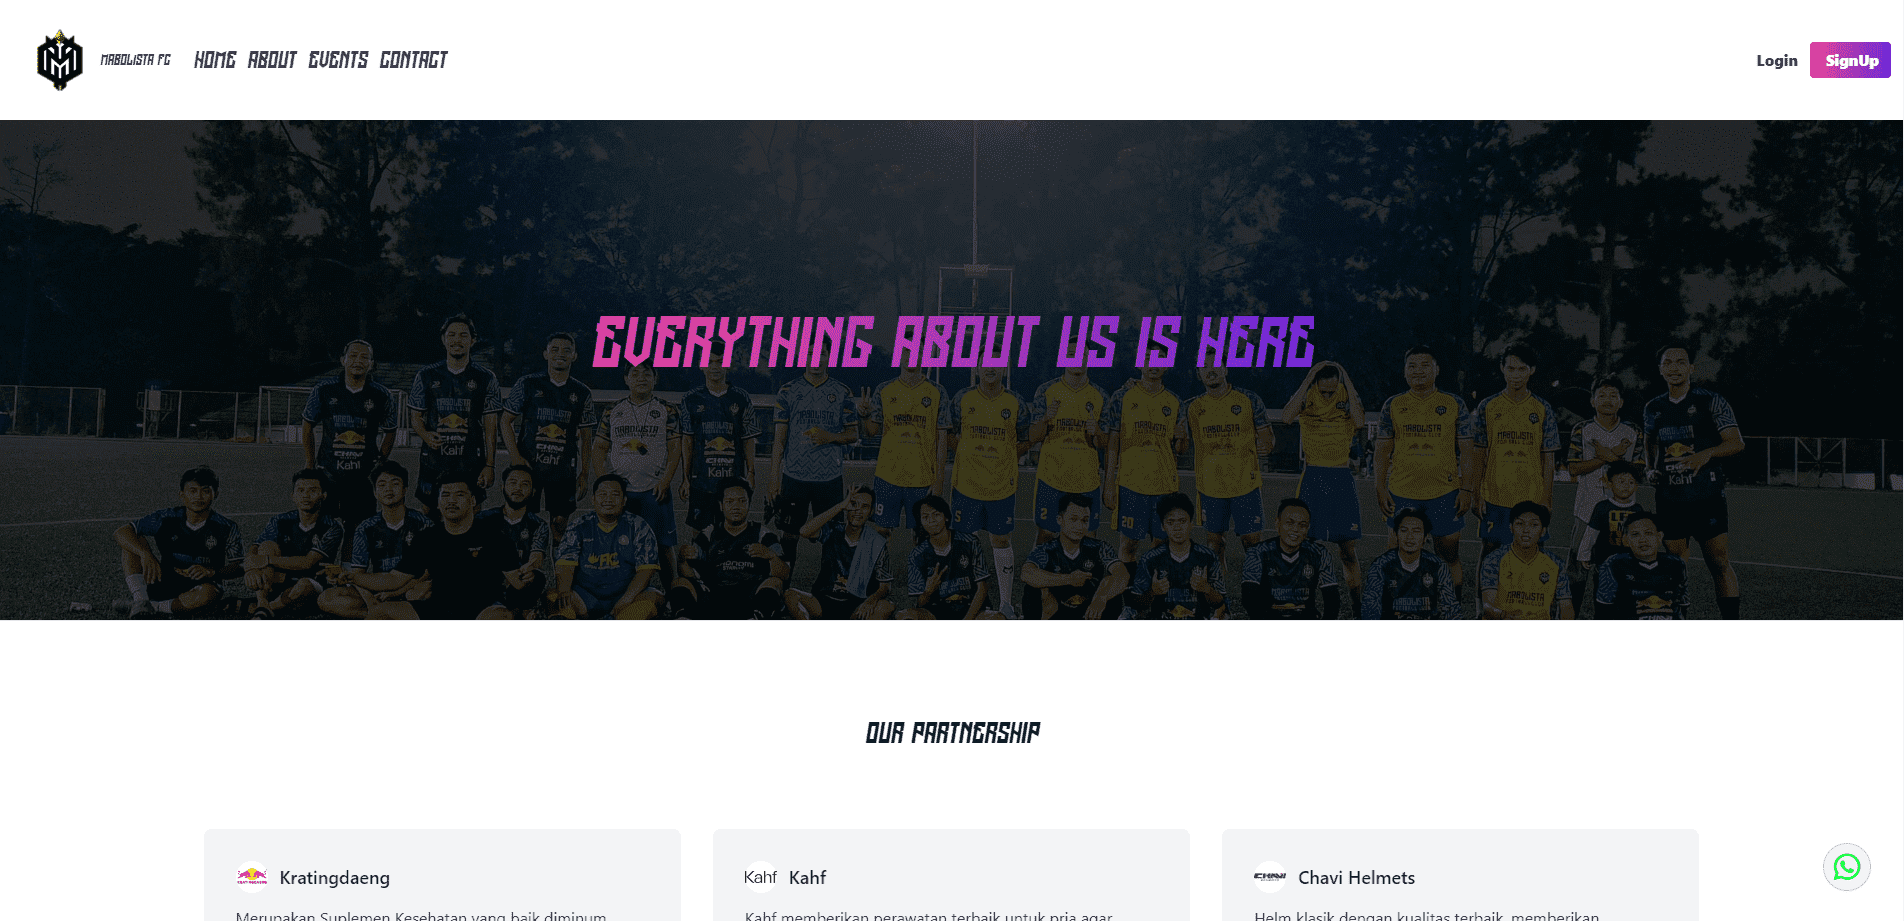 MABOLISTA FC
HOME ABOUT EVENTS CONTACT
Login
SignUp
EVERYTHING ABOUT US IS HERE
OUR PARTNERSHIP
Kratingdaeng
Merupakan Suplemen Kesehatan yang baik diminum
Kahf
Kahf memberikan perawatan terbaik untuk pria agar
Chavi Helmets
Helm klasik dengan kualitas terbaik, memberikan